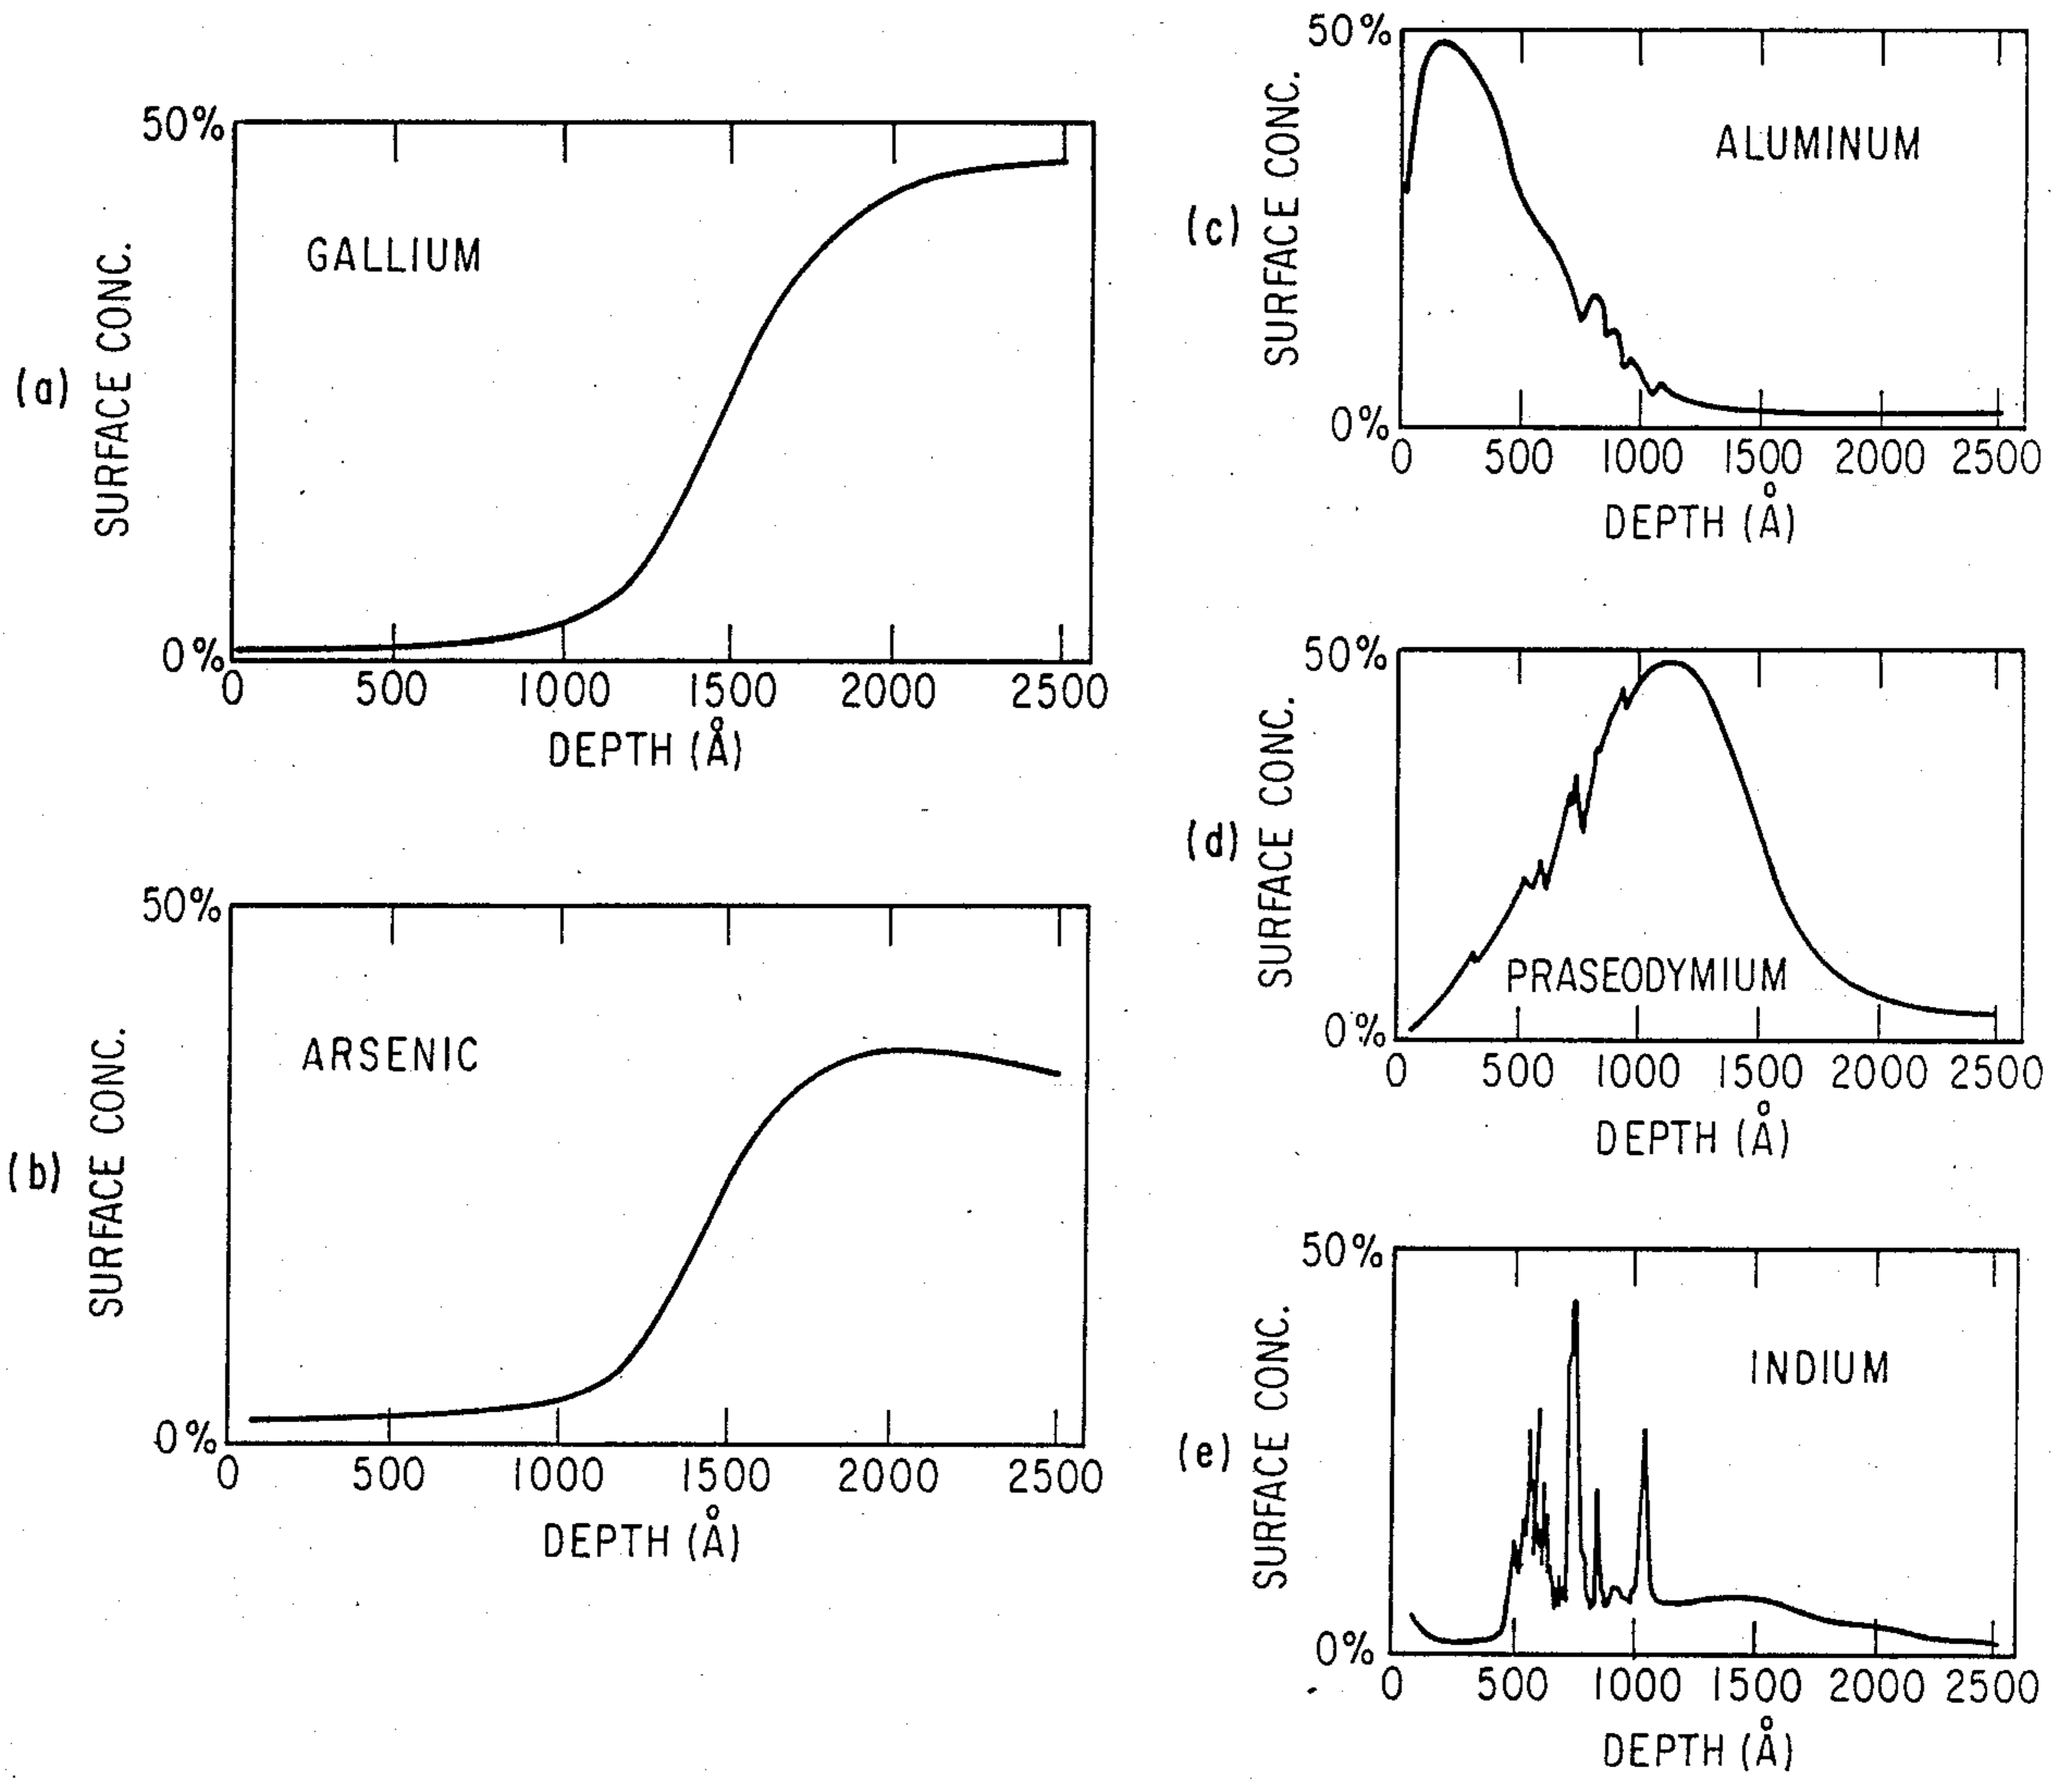 (a)
SURFACE CONC.
50%
GALLIUM
0%
0 500 1000 1500 2000 2500
DEPTH (Å)
(b)
SURFACE CONC.
50%
ARSENIC
0%
0 500 1000 1500 2000 2500
DEPTH (Å)
(c)
SURFACE CONC.
50%
ALUMINUM
0%
0 500 1000 1500 2000 2500
DEPTH (Å)
(d)
SURFACE CONC.
50%
PRASEODYMIUM
0%
0 500 1000 1500 2000 2500
DEPTH (Å)
(e)
SURFACE CONC.
50%
INDIUM
0%
0 500 1000 1500 2000 2500
DEPTH (Å)